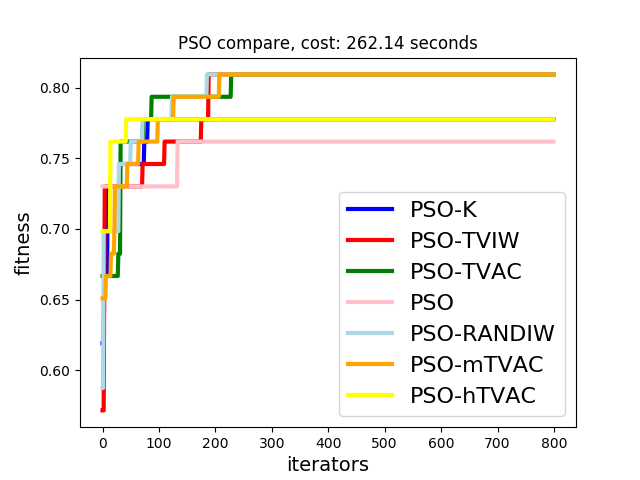 PSO compare, cost: 262.14 seconds
0.80
0.75
0.70
0.65
0.60
fitness
PSO-K
PSO-TVIW
PSO-TVAC
PSO
PSO-RANDIW
PSO-mTVAC
PSO-hTVAC
0 100 200 300 400 500 600 700 800
iterators